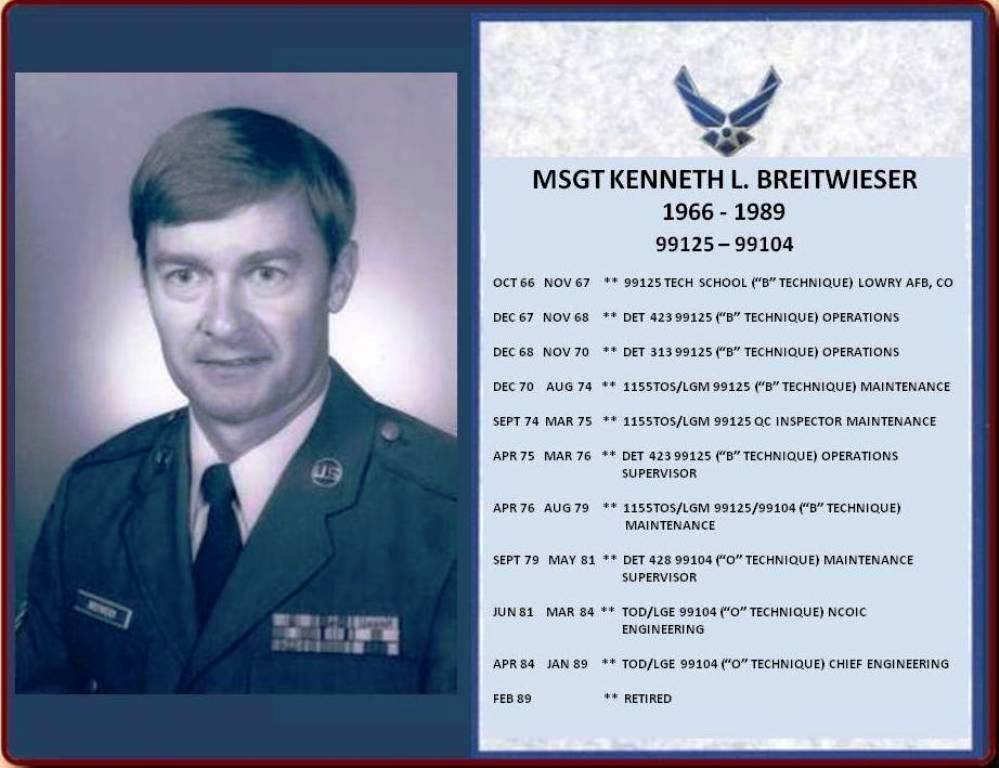 US
MSGT KENNETH L. BREITWIESER
1966 - 1989
99125 – 99104
OCT 66 NOV 67 ** 99125 TECH SCHOOL (“B” TECHNIQUE) LOWRY AFB, CO
DEC 67 NOV 68 ** DET 423 99125 (“B” TECHNIQUE) OPERATIONS
DEC 68 NOV 70 ** DET 313 99125 (“B” TECHNIQUE) OPERATIONS
DEC 70 AUG 74 ** 1155TOS/LGM 99125 (“B” TECHNIQUE) MAINTENANCE
SEPT 74 MAR 75 ** 1155TOS/LGM 99125 QC INSPECTOR MAINTENANCE
APR 75 MAR 76 ** DET 423 99125 (“B” TECHNIQUE) OPERATIONS
SUPERVISOR
APR 76 AUG 79 ** 1155TOS/LGM 99125/99104 (“B” TECHNIQUE)
MAINTENANCE
SEPT 79 MAY 81 ** DET 428 99104 (“O” TECHNIQUE) MAINTENANCE
SUPERVISOR
JUN 81 MAR 84 ** TOD/LGE 99104 (“O” TECHNIQUE) NCOIC
ENGINEERING
APR 84 JAN 89 ** TOD/LGE 99104 (“O” TECHNIQUE) CHIEF ENGINEERING
FEB 89 ** RETIRED